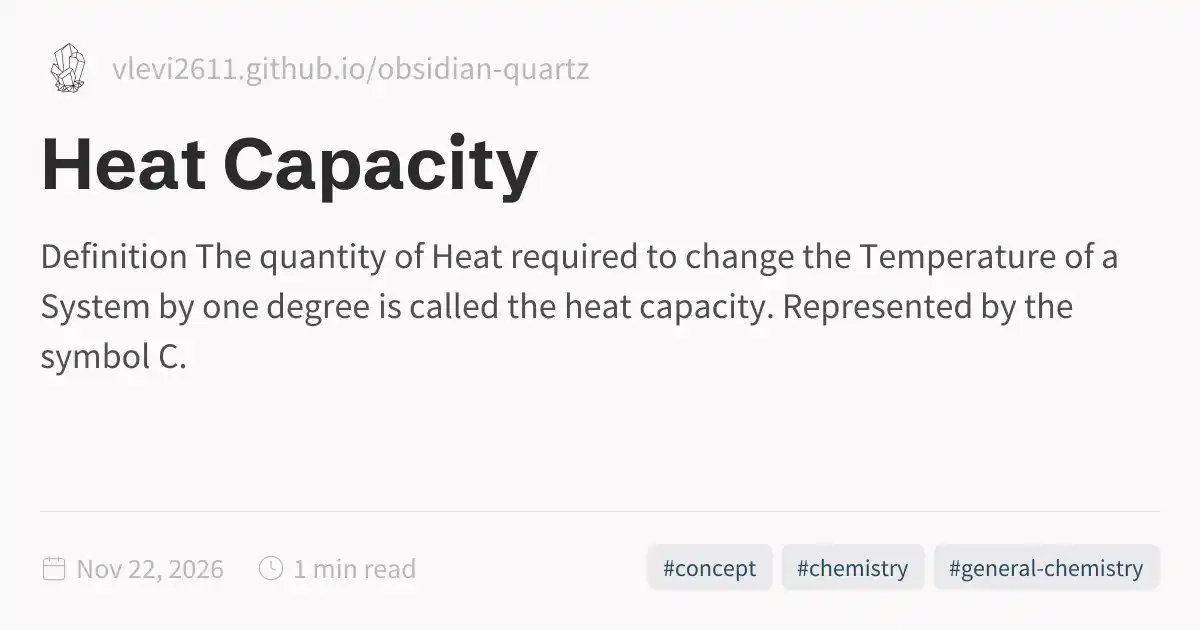 vlevi2611.github.io/obsidian-quartz
Heat Capacity
Definition The quantity of Heat required to change the Temperature of a
System by one degree is called the heat capacity. Represented by the
symbol C.
Nov 22, 2026 1 min read #concept #chemistry #general-chemistry